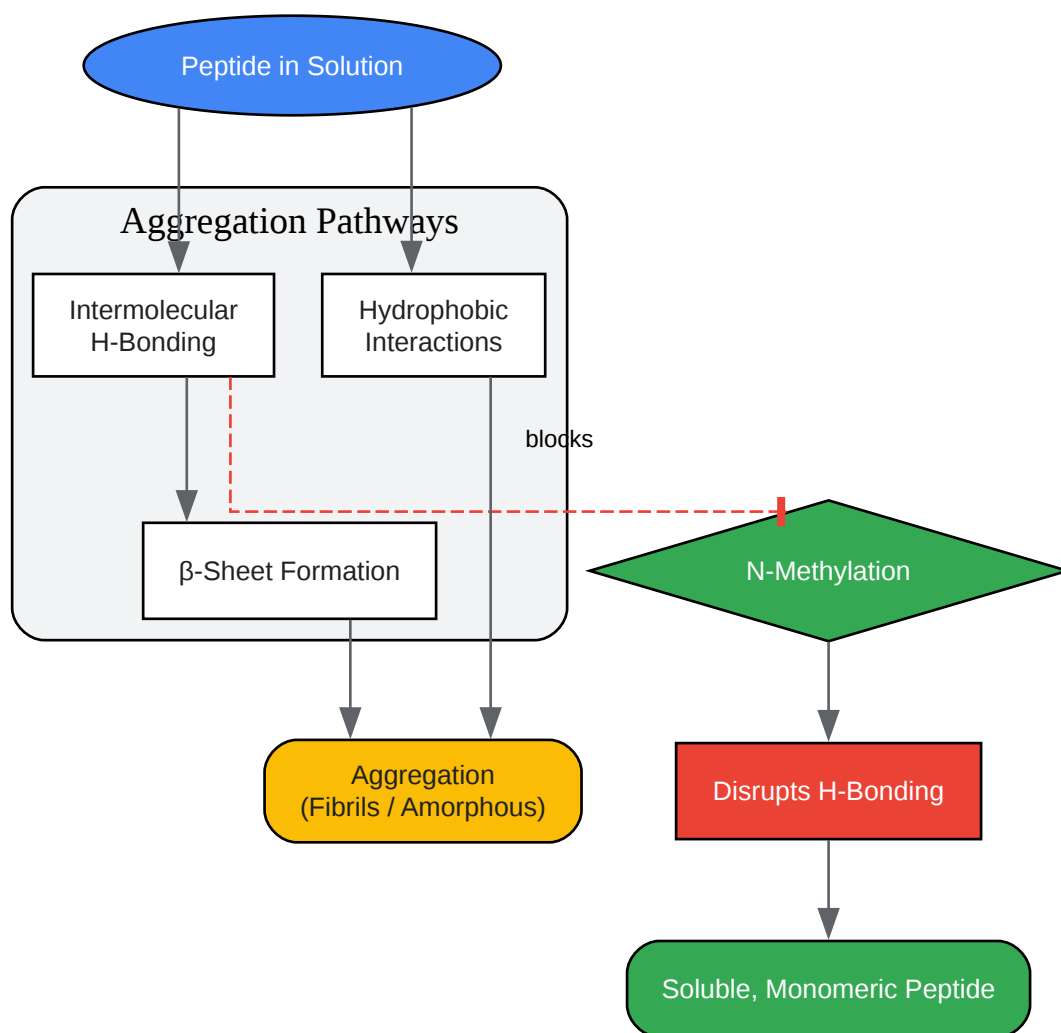 Peptide in Solution
Aggregation Pathways
Intermolecular
H-Bonding
Hydrophobic
Interactions
blocks
β-Sheet Formation
N-Methylation
Aggregation
(Fibrils / Amorphous)
Disrupts H-Bonding
Soluble, Monomeric Peptide